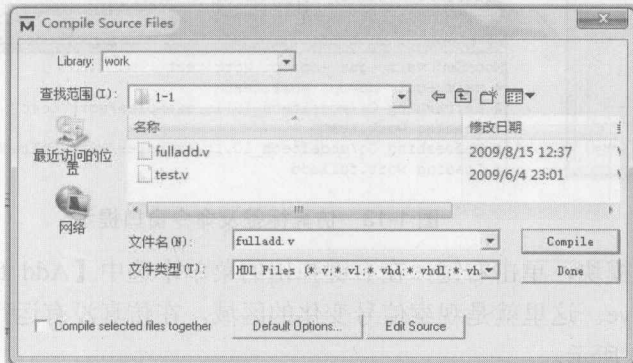 Compile Source Files
Library: work
查找范围(I): 1-1
名称 修改日期
fulladd.v 2009/8/15 12:37
test.v 2009/6/4 23:01
最近访问的位置
网络
文件名(N): fulladd.v Compile
文件类型(T): HDL Files (*.v;*.vl;*.vhd;*.vhdl;*.vh Done
Compile selected files together Default Options... Edit Source